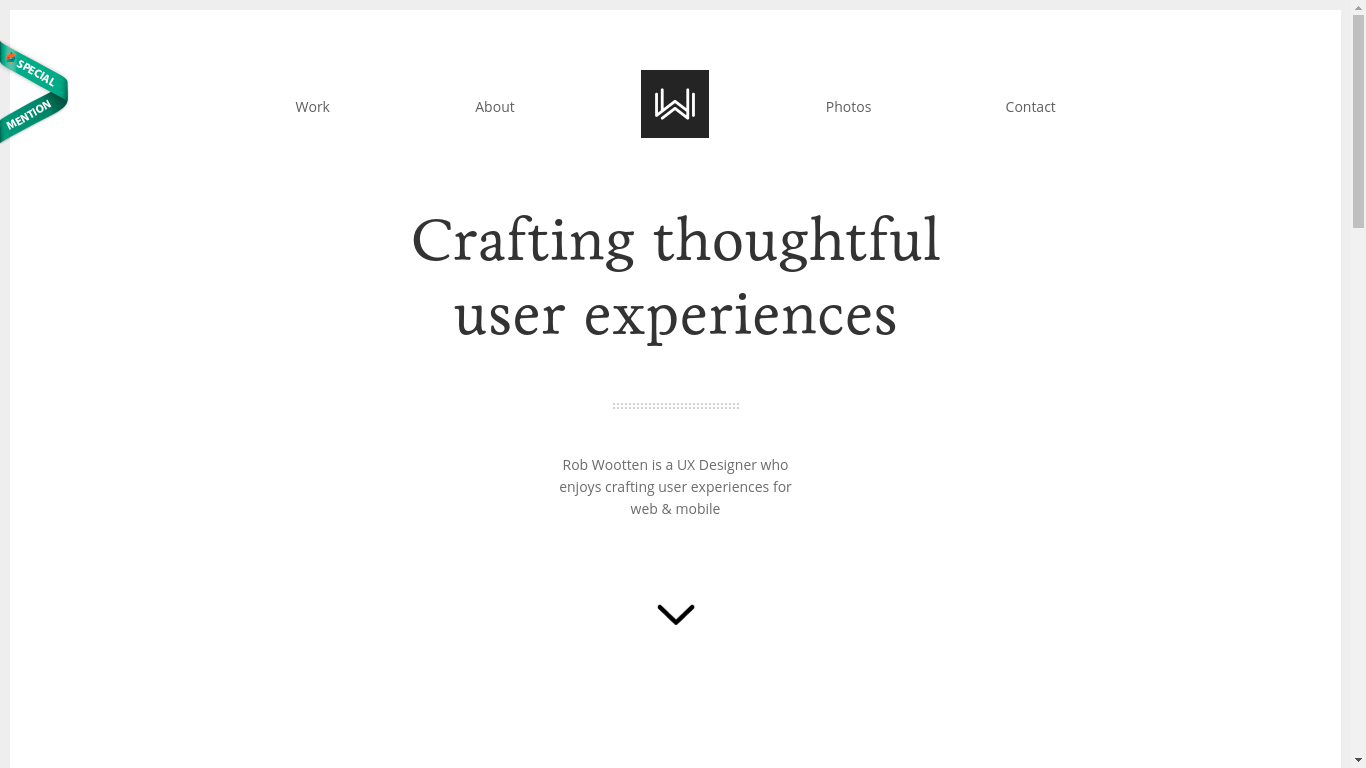 SPECIAL
MENTION
Work
About
Photos
Contact
Crafting thoughtful
user experiences
Rob Wootten is a UX Designer who
enjoys crafting user experiences for
web & mobile